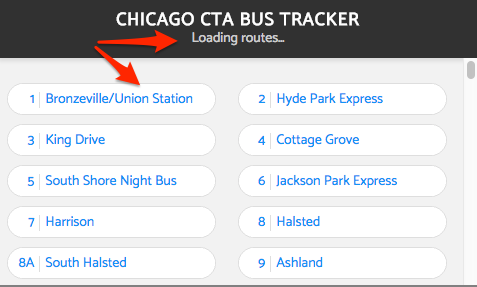 CHICAGO CTA BUS TRACKER
Loading routes...
1 Bronzeville/Union Station
2 Hyde Park Express
3 King Drive
4 Cottage Grove
5 South Shore Night Bus
6 Jackson Park Express
7 Harrison
8 Halsted
8A South Halsted
9 Ashland